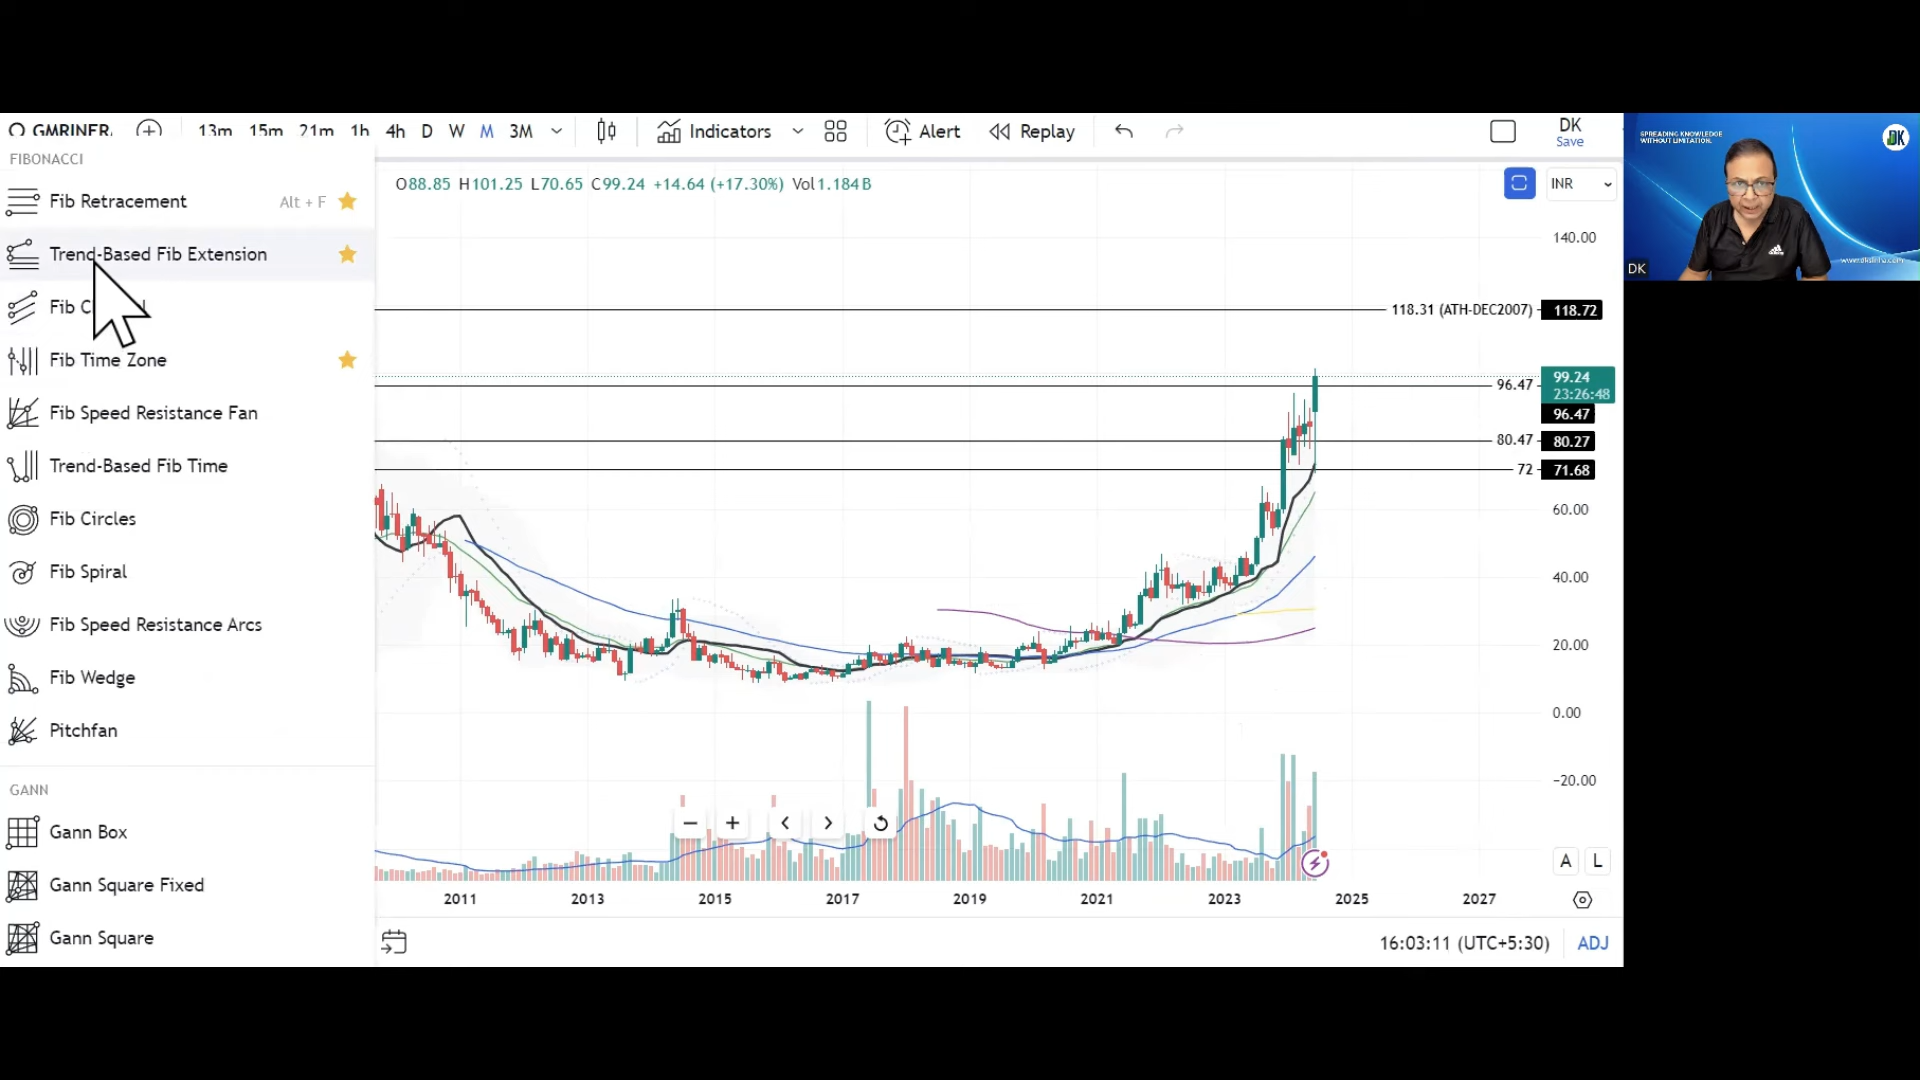 GMRINFR. 13m 15m 21m 1h 4h D W M 3M Indicators Alert Replay DK
Save
FIBONACCI
Fib Retracement Alt + F
Trend-Based Fib Extension
Fib C
Fib Time Zone
Fib Speed Resistance Fan
Trend-Based Fib Time
Fib Circles
Fib Spiral
Fib Speed Resistance Arcs
Fib Wedge
Pitchfan
GANN
Gann Box
Gann Square Fixed
Gann Square
O88.85 H101.25 L70.65 C99.24 +14.64 (+17.30%) Vol1.184B
INR
140.00
118.31 (ATH-DEC2007) 118.72
99.24
23:26:48
96.47
96.47
80.47 80.27
72 71.68
60.00
40.00
20.00
0.00
−20.00
A L
2011 2013 2015 2017 2019 2021 2023 2025 2027
16:03:11 (UTC+5:30) ADJ
SPREADING KNOWLEDGE
WITHOUT LIMITATION.
DK
adidas
DK